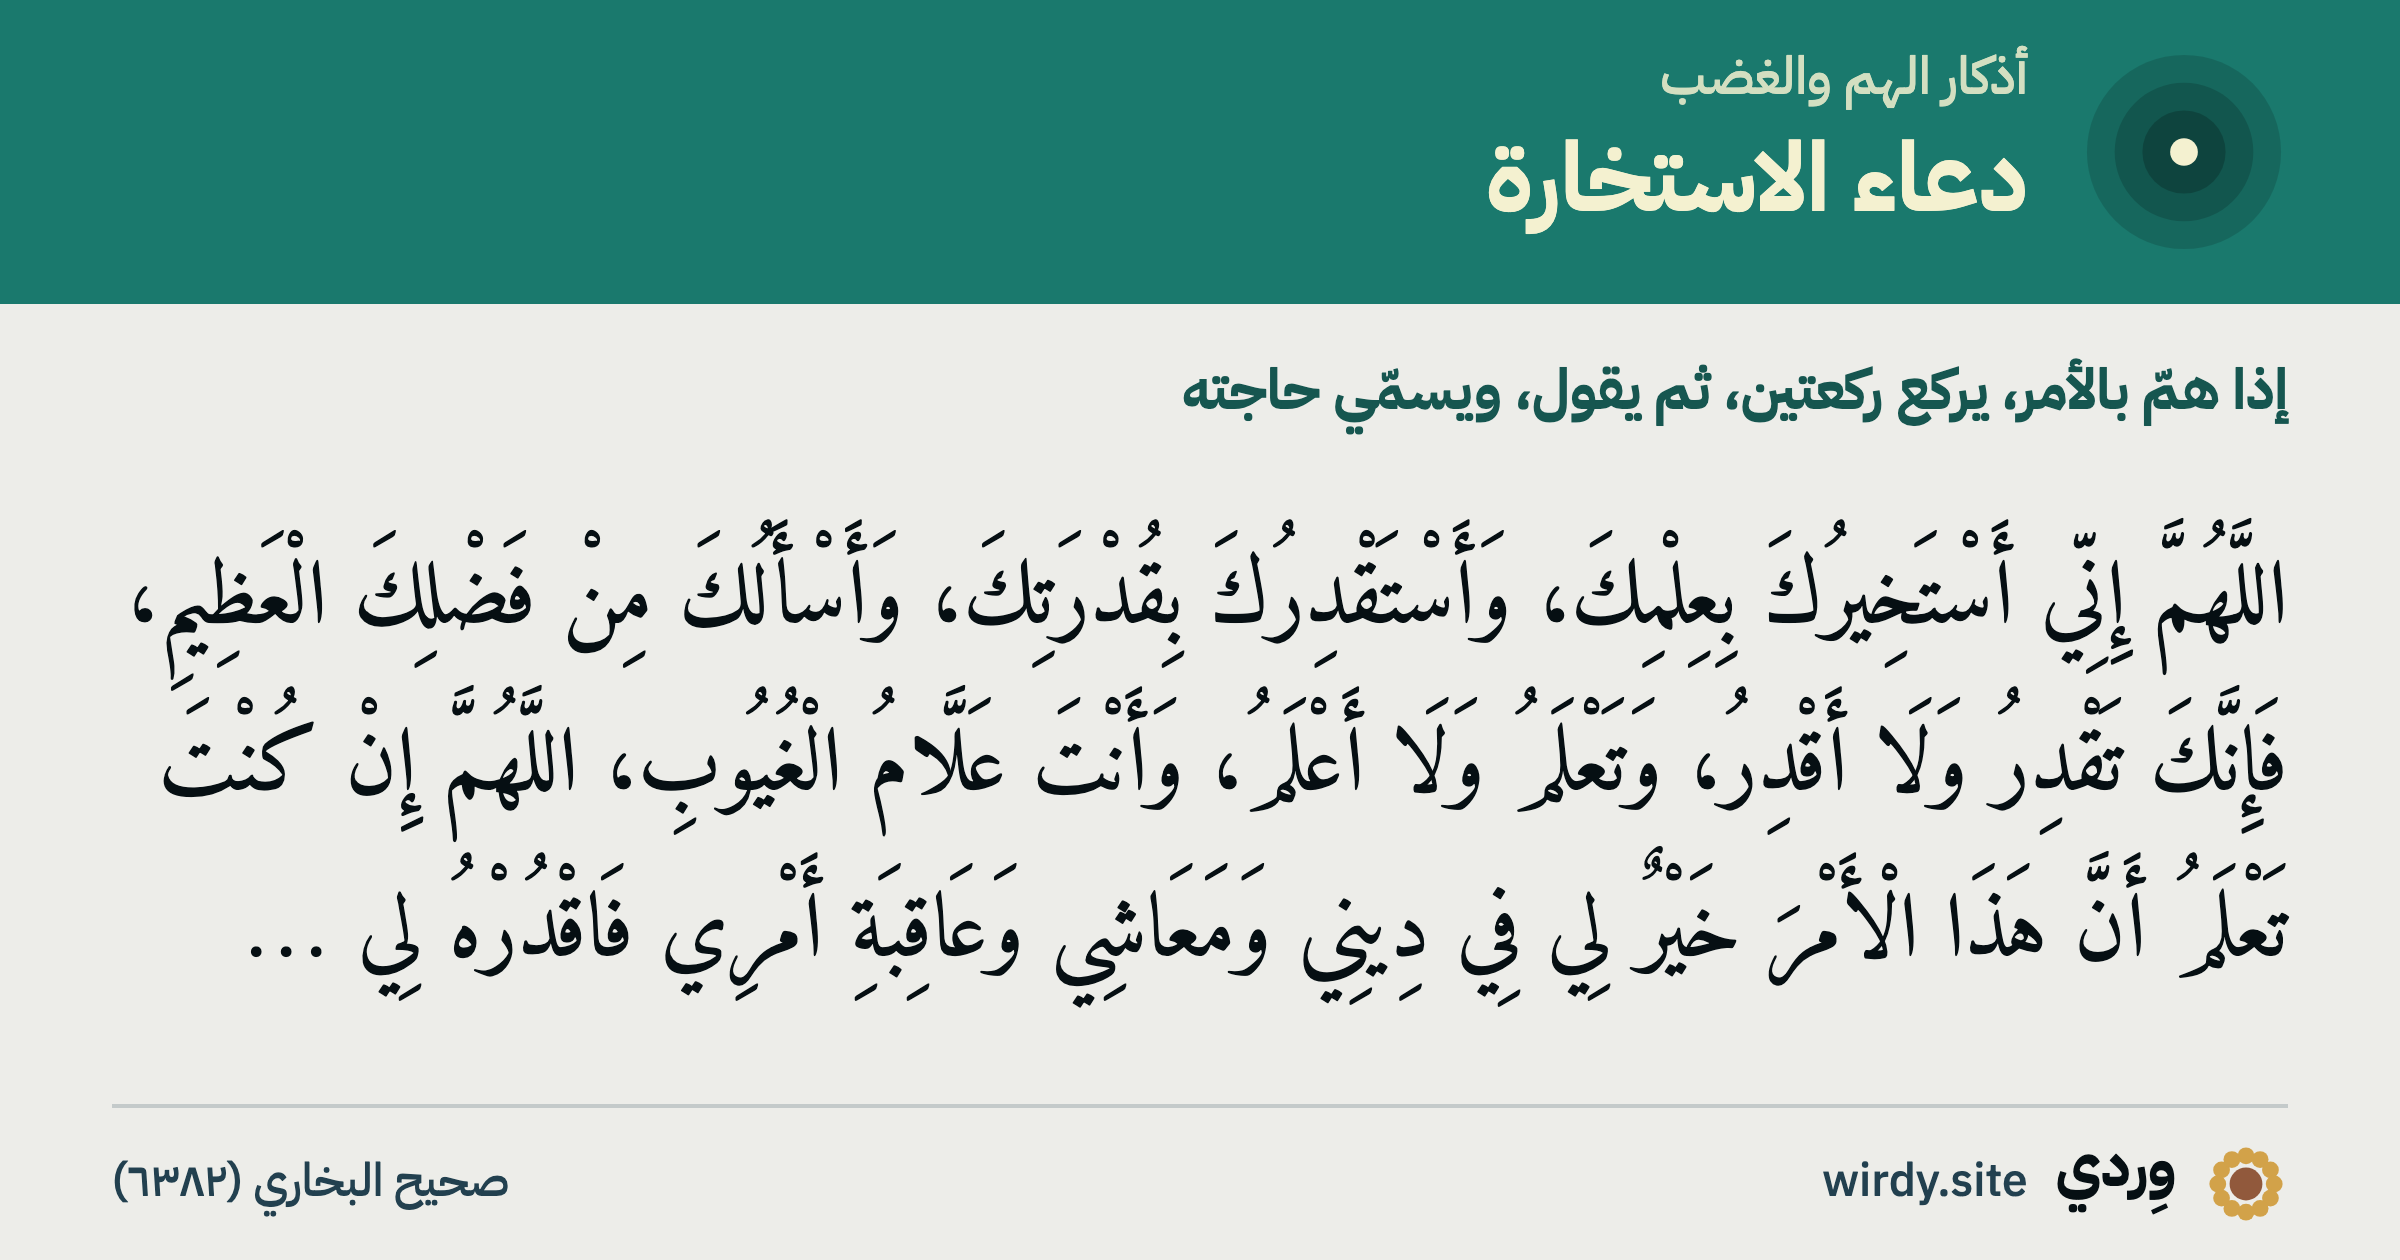 أذكار الهم والغضب
دعاء الاستخارة
إذا همّ بالأمر، يركع ركعتين، ثم يقول، ويسمّي حاجته
اللَّهُمَّ إِنِّي أَسْتَخِيرُكَ بِعِلْمِكَ، وَأَسْتَقْدِرُكَ بِقُدْرَتِكَ، وَأَسْأَلُكَ مِنْ فَضْلِكَ الْعَظِيمِ،
فَإِنَّكَ تَقْدِرُ وَلَا أَقْدِرُ، وَتَعْلَمُ وَلَا أَعْلَمُ، وَأَنْتَ عَلَّامُ الْغُيُوبِ، اللَّهُمَّ إِنْ كُنْتَ
تَعْلَمُ أَنَّ هَذَا الْأَمْرَ خَيْرٌ لِي فِي دِينِي وَمَعَاشِي وَعَاقِبَةِ أَمْرِي فَاقْدُرْهُ لِي ...
وِردي wirdy.site
صحيح البخاري (٦٣٨٢)